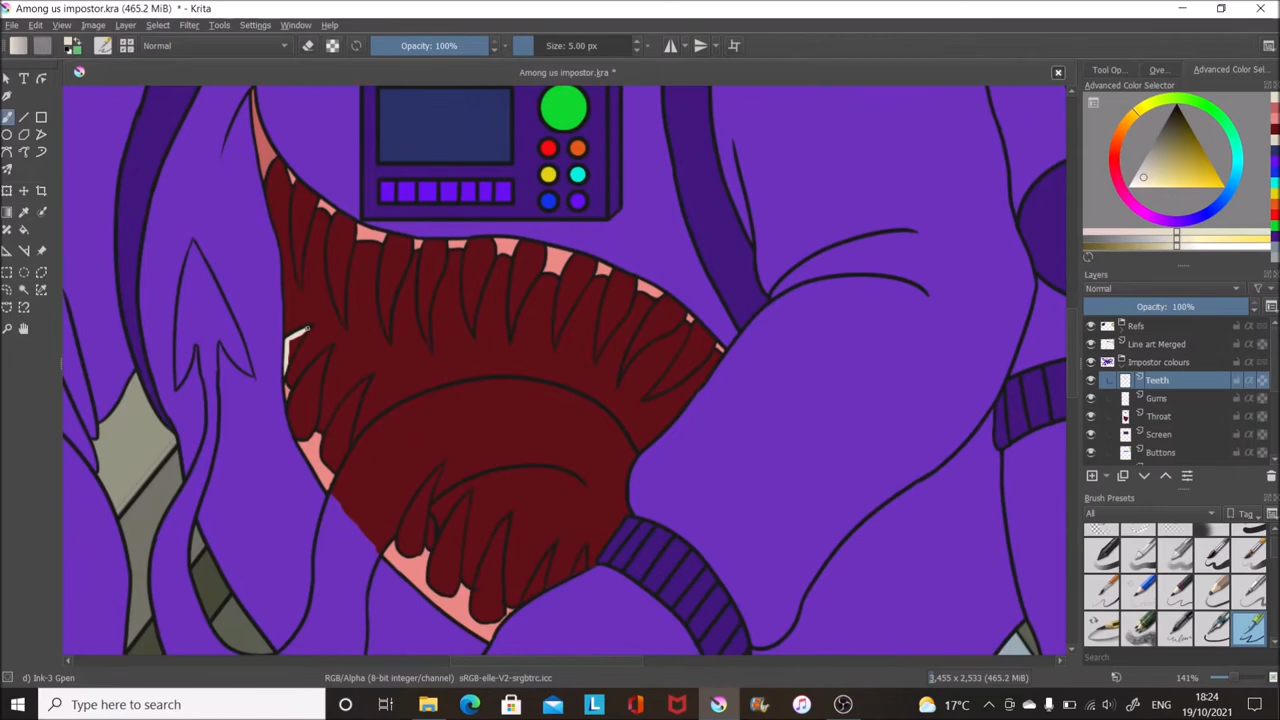 Among us impostor.kra (465.2 MiB) * - Krita
File Edit View Image Layer Select Filter Tools Settings Window Help
Normal Opacity: 100% Size: 5.00 px
Among us impostor.kra *
Tool Op... Ove... Advanced Color Sel...
Advanced Color Selector
Layers
Normal
Opacity: 100%
Refs
Line art Merged
Impostor colours
Teeth
Gums
Throat
Screen
Buttons
Brush Presets
All Tag
Search
d) Ink-3 Gpen RGB/Alpha (8-bit integer/channel) sRGB-elle-V2-srgbtrc.icc 3,455 x 2,533 (465.2 MiB) 141%
Type here to search 17°C 18:24
19/10/2021